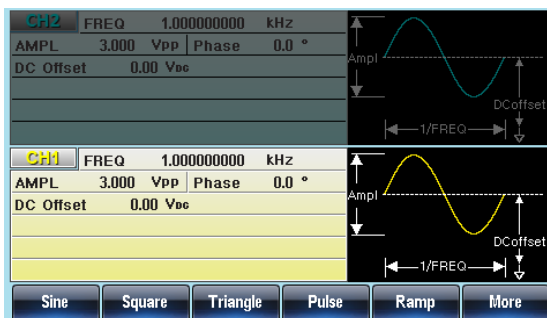 CH2 FREQ 1.000000000 kHz
AMPL 3.000 Vpp Phase 0.0 °
DC Offset 0.00 VDC
Ampl
DCoffset
1/FREQ
CH1 FREQ 1.000000000 kHz
AMPL 3.000 Vpp Phase 0.0 °
DC Offset 0.00 VDC
Ampl
DCoffset
1/FREQ
Sine Square Triangle Pulse Ramp More